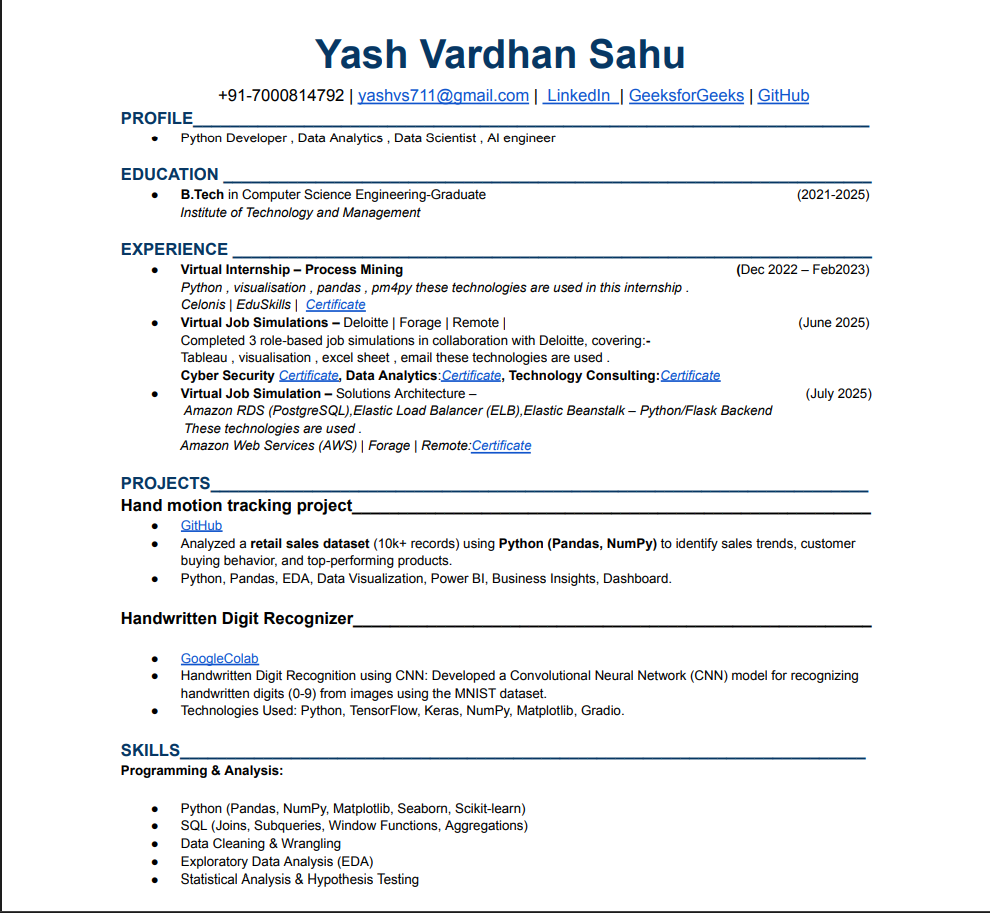 Yash Vardhan Sahu
+91-7000814792 | yashvs711@gmail.com | LinkedIn | GeeksforGeeks | GitHub
PROFILE
● Python Developer , Data Analytics , Data Scientist , AI engineer
EDUCATION
● B.Tech in Computer Science Engineering-Graduate (2021-2025)
Institute of Technology and Management
EXPERIENCE
● Virtual Internship – Process Mining (Dec 2022 – Feb2023)
Python , visualisation , pandas , pm4py these technologies are used in this internship .
Celonis | EduSkills | Certificate
● Virtual Job Simulations – Deloitte | Forage | Remote | (June 2025)
Completed 3 role-based job simulations in collaboration with Deloitte, covering:-
Tableau , visualisation , excel sheet , email these technologies are used .
Cyber Security Certificate, Data Analytics:Certificate, Technology Consulting:Certificate
● Virtual Job Simulation – Solutions Architecture – (July 2025)
Amazon RDS (PostgreSQL),Elastic Load Balancer (ELB),Elastic Beanstalk – Python/Flask Backend
These technologies are used .
Amazon Web Services (AWS) | Forage | Remote:Certificate
PROJECTS
Hand motion tracking project
● GitHub
● Analyzed a retail sales dataset (10k+ records) using Python (Pandas, NumPy) to identify sales trends, customer
buying behavior, and top-performing products.
● Python, Pandas, EDA, Data Visualization, Power BI, Business Insights, Dashboard.
Handwritten Digit Recognizer
● GoogleColab
● Handwritten Digit Recognition using CNN: Developed a Convolutional Neural Network (CNN) model for recognizing
handwritten digits (0-9) from images using the MNIST dataset.
● Technologies Used: Python, TensorFlow, Keras, NumPy, Matplotlib, Gradio.
SKILLS
Programming & Analysis:
● Python (Pandas, NumPy, Matplotlib, Seaborn, Scikit-learn)
● SQL (Joins, Subqueries, Window Functions, Aggregations)
● Data Cleaning & Wrangling
● Exploratory Data Analysis (EDA)
● Statistical Analysis & Hypothesis Testing